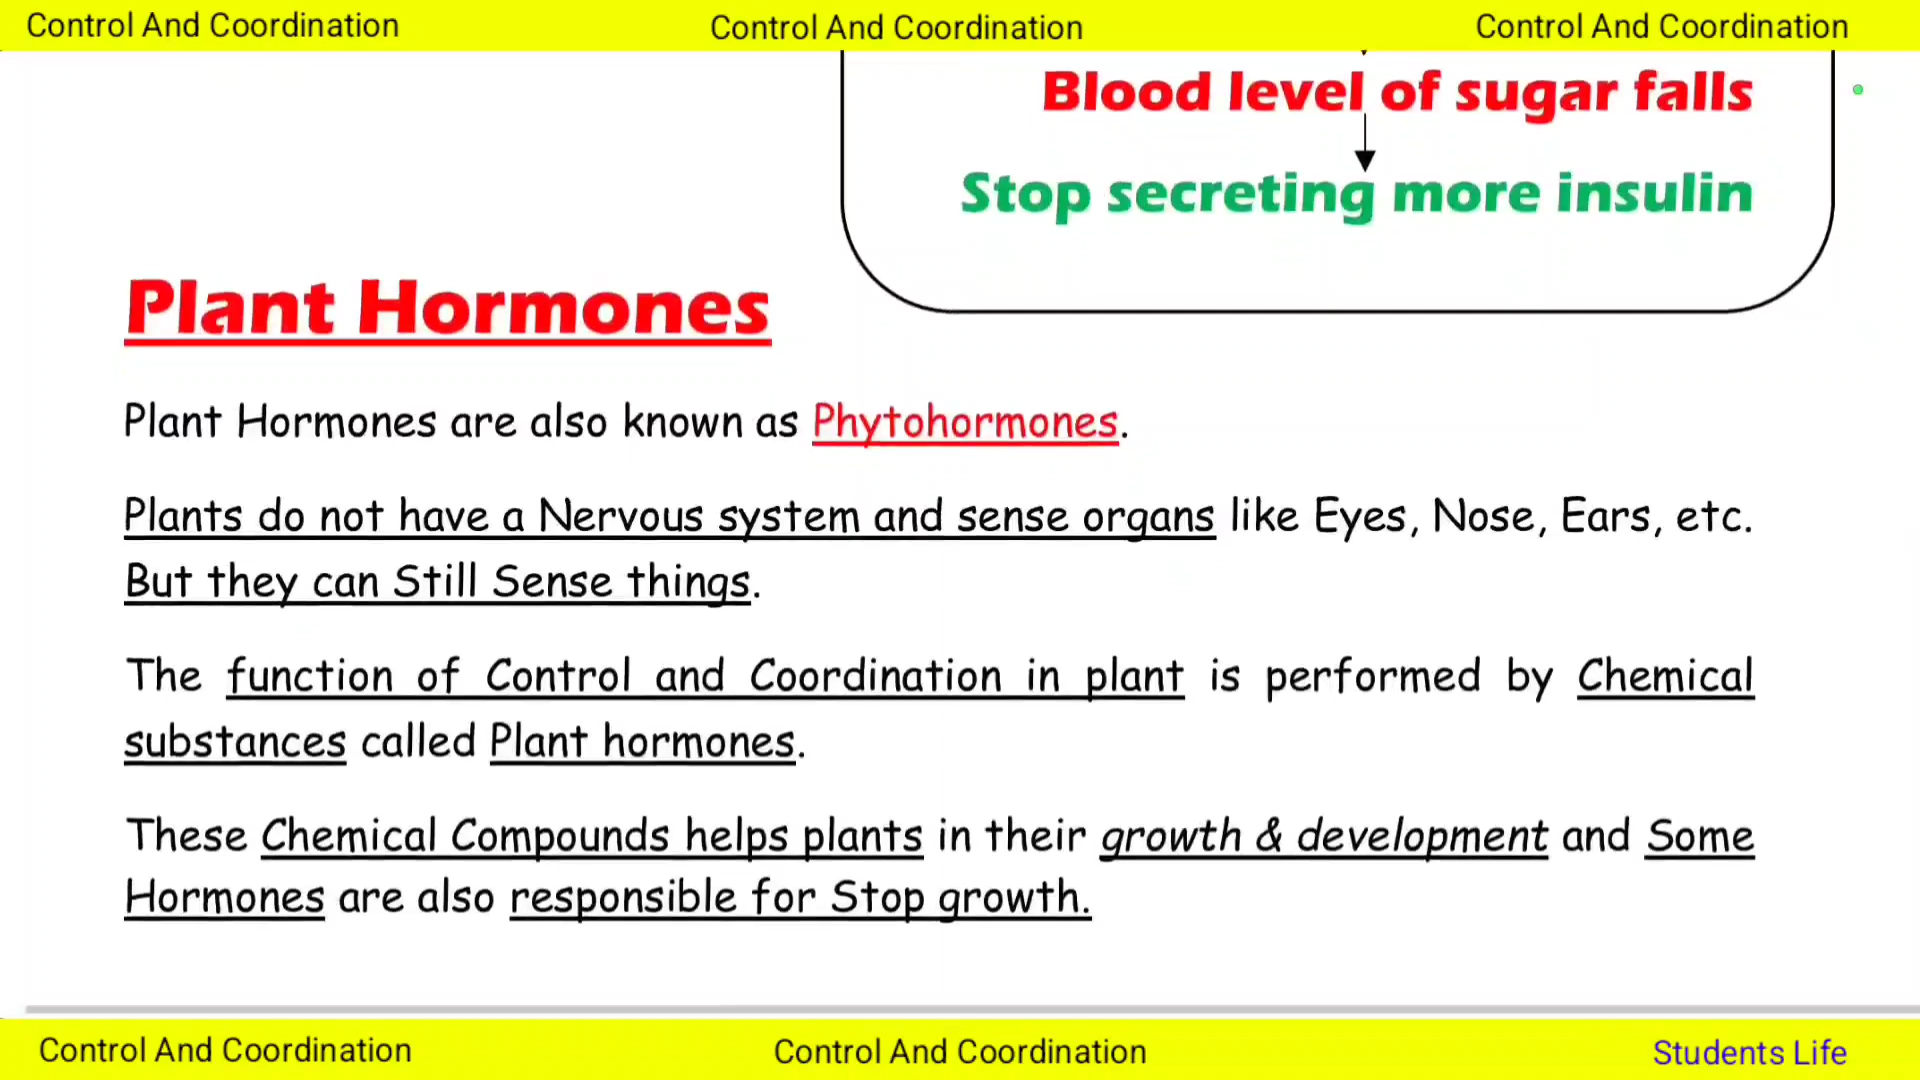 Control And Coordination Control And Coordination Control And Coordination
Blood level of sugar falls
Stop secreting more insulin
Plant Hormones
Plant Hormones are also known as Phytohormones.
Plants do not have a Nervous system and sense organs like Eyes, Nose, Ears, etc.
But they can Still Sense things.
The function of Control and Coordination in plant is performed by Chemical
substances called Plant hormones.
These Chemical Compounds helps plants in their growth & development and Some
Hormones are also responsible for Stop growth.
Control And Coordination Control And Coordination Students Life